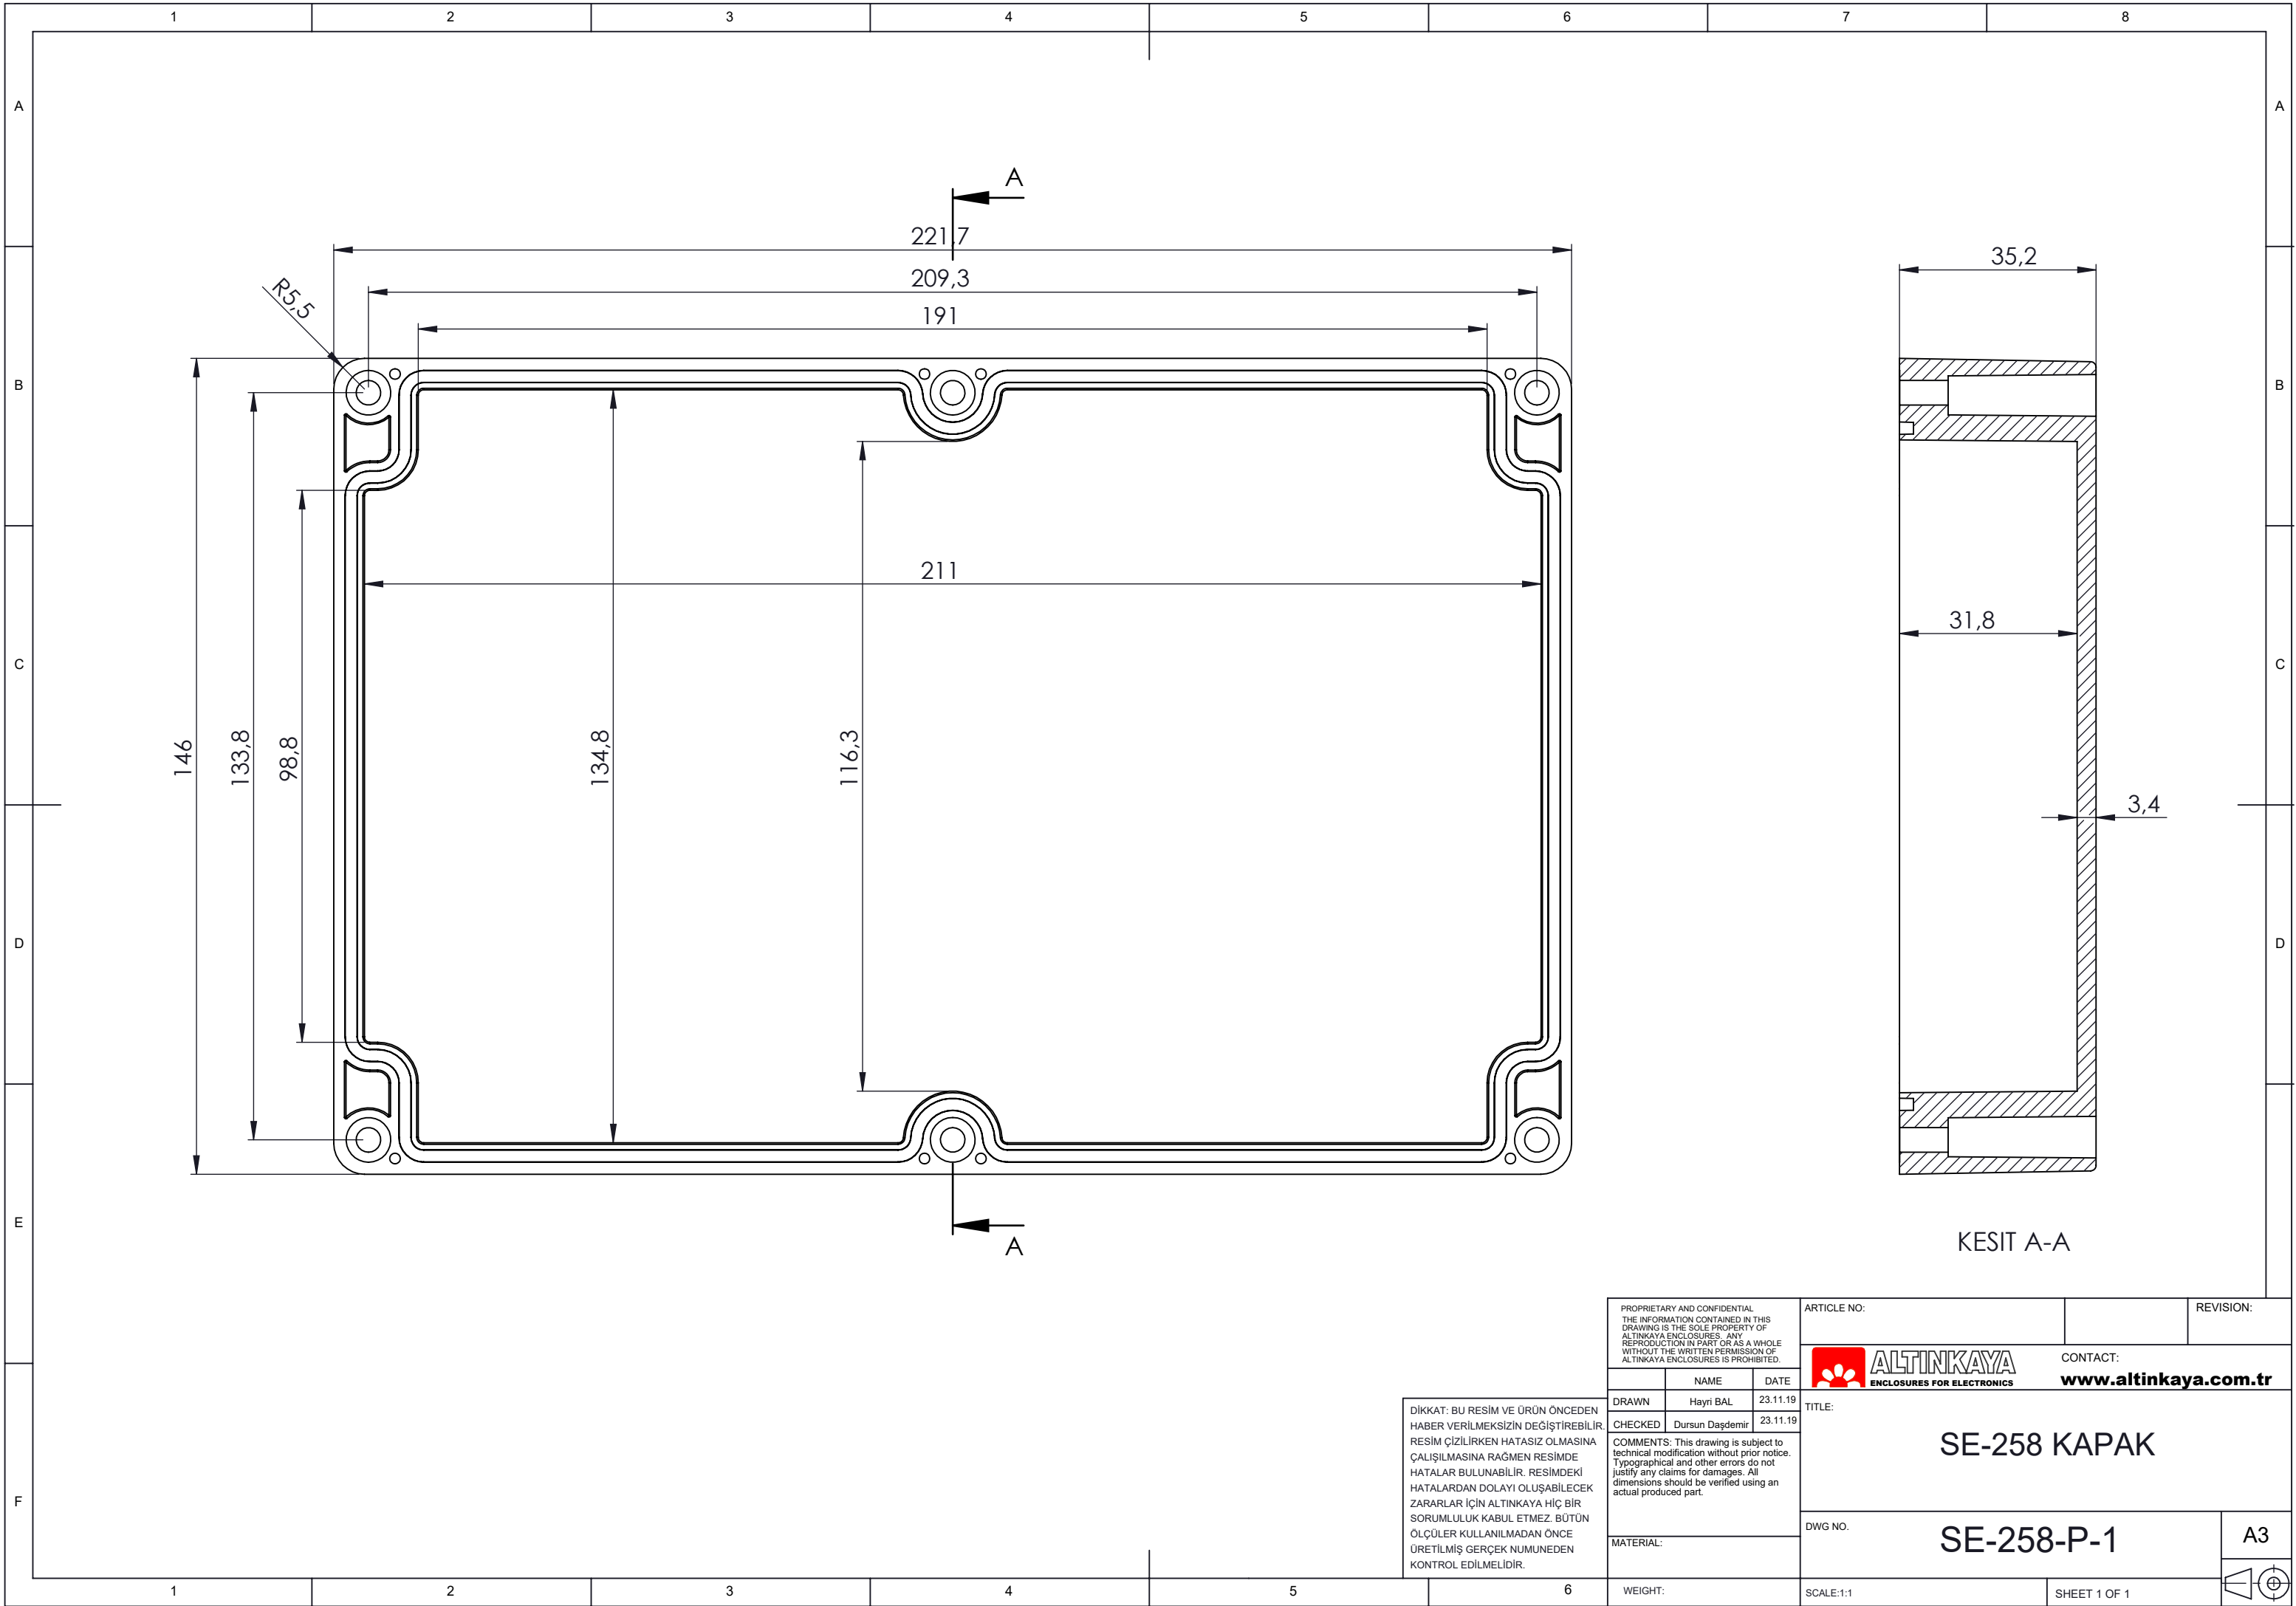 1 2 3 4 5 6 7 8
A A
B B
C C
D D
E
F
A
221,7
209,3
191
R5,5
146
133,8
98,8
134,8
116,3
211
A
35,2
31,8
3,4
KESIT A-A
DİKKAT: BU RESİM VE ÜRÜN ÖNCEDEN
HABER VERİLMEKSİZİN DEĞİŞTİREBİLİR.
RESİM ÇİZİLİRKEN HATASIZ OLMASINA
ÇALIŞILMASINA RAĞMEN RESİMDE
HATALAR BULUNABİLİR. RESİMDEKİ
HATALARDAN DOLAYI OLUŞABİLECEK
ZARARLAR İÇİN ALTINKAYA HİÇ BİR
SORUMLULUK KABUL ETMEZ. BÜTÜN
ÖLÇÜLER KULLANILMADAN ÖNCE
ÜRETİLMİŞ GERÇEK NUMUNEDEN
KONTROL EDİLMELİDİR.
PROPRIETARY AND CONFIDENTIAL
THE INFORMATION CONTAINED IN THIS
DRAWING IS THE SOLE PROPERTY OF
ALTINKAYA ENCLOSURES. ANY
REPRODUCTION IN PART OR AS A WHOLE
WITHOUT THE WRITTEN PERMISSION OF
ALTINKAYA ENCLOSURES IS PROHIBITED.
NAME DATE
DRAWN Hayri BAL 23.11.19
CHECKED Dursun Daşdemir 23.11.19
COMMENTS: This drawing is subject to
technical modification without prior notice.
Typographical and other errors do not
justify any claims for damages. All
dimensions should be verified using an
actual produced part.
MATERIAL:
WEIGHT:
ARTICLE NO: REVISION:
ALTINKAYA
ENCLOSURES FOR ELECTRONICS
CONTACT:
www.altinkaya.com.tr
TITLE:
SE-258 KAPAK
DWG NO.
SE-258-P-1
A3
SCALE:1:1 SHEET 1 OF 1
1 2 3 4 5 6